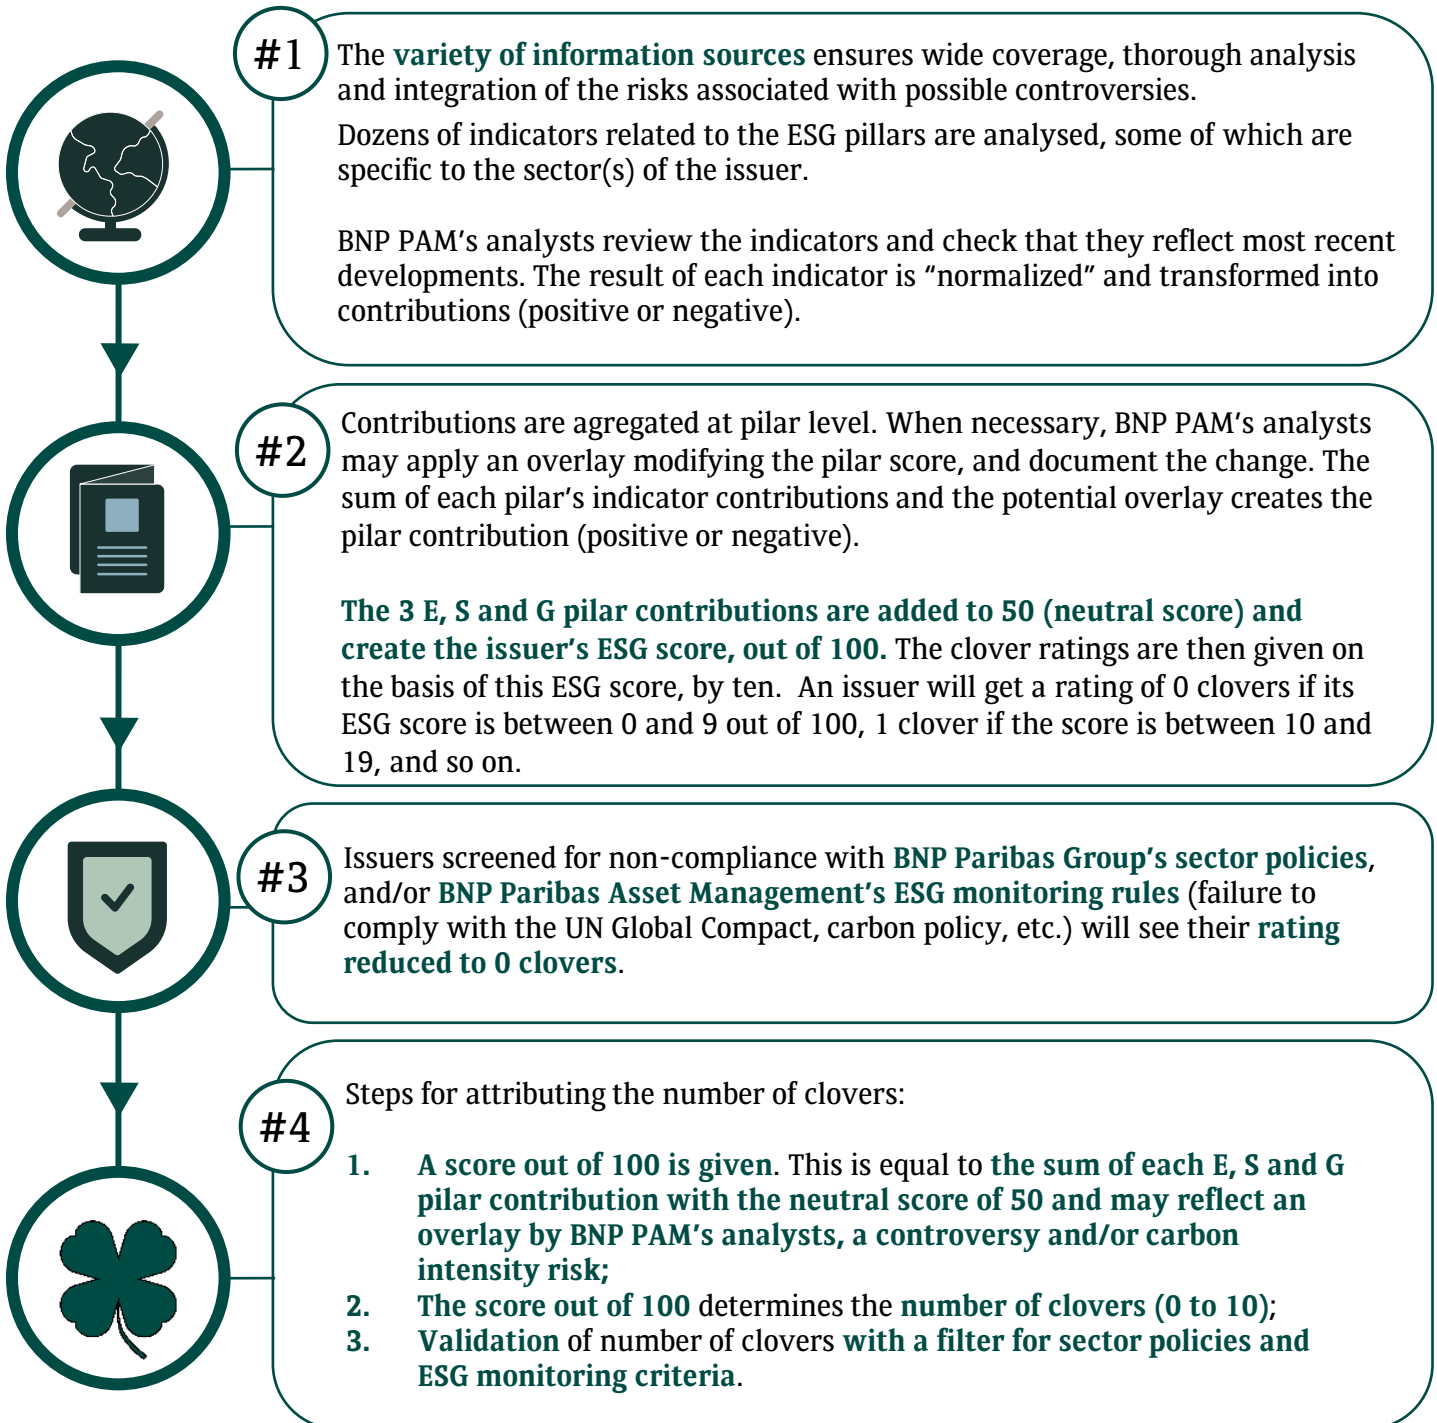 #1
The variety of information sources ensures wide coverage, thorough analysis
and integration of the risks associated with possible controversies.
Dozens of indicators related to the ESG pillars are analysed, some of which are
specific to the sector(s) of the issuer.
BNP PAM’s analysts review the indicators and check that they reflect most recent
developments. The result of each indicator is “normalized” and transformed into
contributions (positive or negative).
#2
Contributions are agregated at pilar level. When necessary, BNP PAM’s analysts
may apply an overlay modifying the pilar score, and document the change. The
sum of each pilar’s indicator contributions and the potential overlay creates the
pilar contribution (positive or negative).
The 3 E, S and G pilar contributions are added to 50 (neutral score) and
create the issuer’s ESG score, out of 100. The clover ratings are then given on
the basis of this ESG score, by ten.  An issuer will get a rating of 0 clovers if its
ESG score is between 0 and 9 out of 100, 1 clover if the score is between 10 and
19, and so on.
#3
Issuers screened for non-compliance with BNP Paribas Group’s sector policies,
and/or BNP Paribas Asset Management’s ESG monitoring rules (failure to
comply with the UN Global Compact, carbon policy, etc.) will see their rating
reduced to 0 clovers.
#4
Steps for attributing the number of clovers:
1. A score out of 100 is given. This is equal to the sum of each E, S and G
pilar contribution with the neutral score of 50 and may reflect an
overlay by BNP PAM’s analysts, a controversy and/or carbon
intensity risk;
2. The score out of 100 determines the number of clovers (0 to 10);
3. Validation of number of clovers with a filter for sector policies and
ESG monitoring criteria.